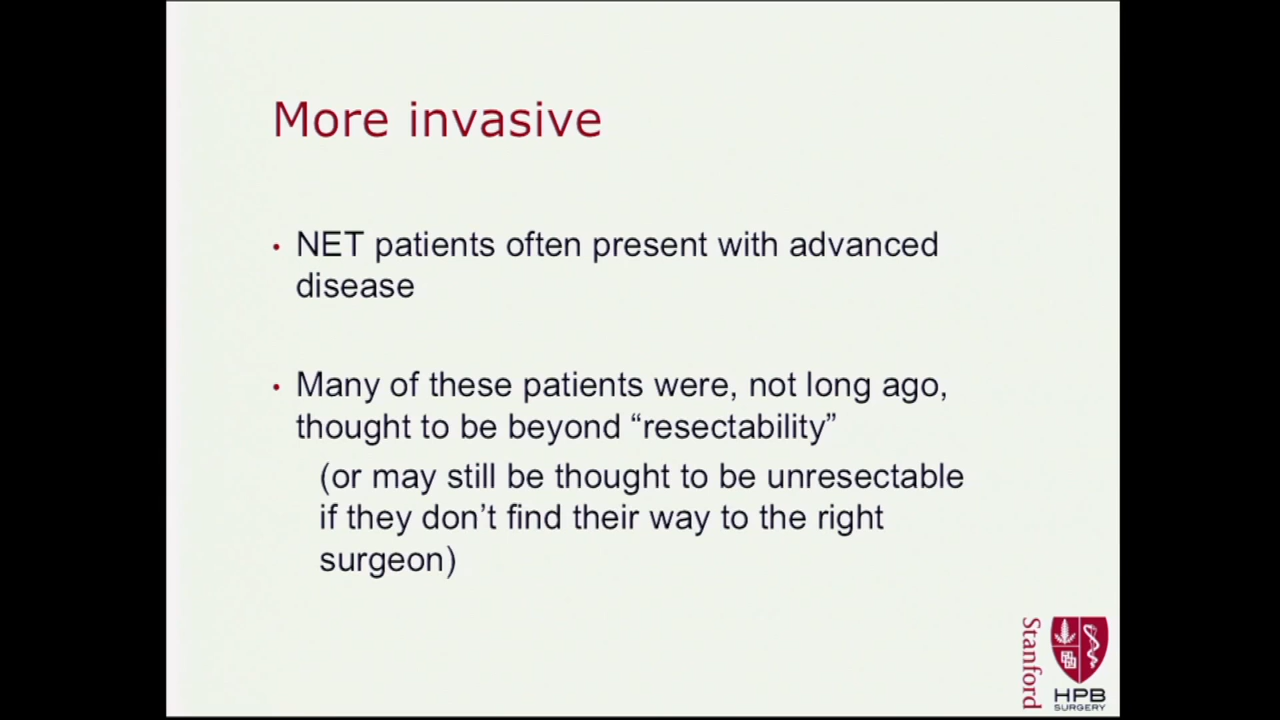 More invasive
• NET patients often present with advanced
disease
• Many of these patients were, not long ago,
thought to be beyond “resectability”
(or may still be thought to be unresectable
if they don’t find their way to the right
surgeon)
Stanford
HPB
SURGERY